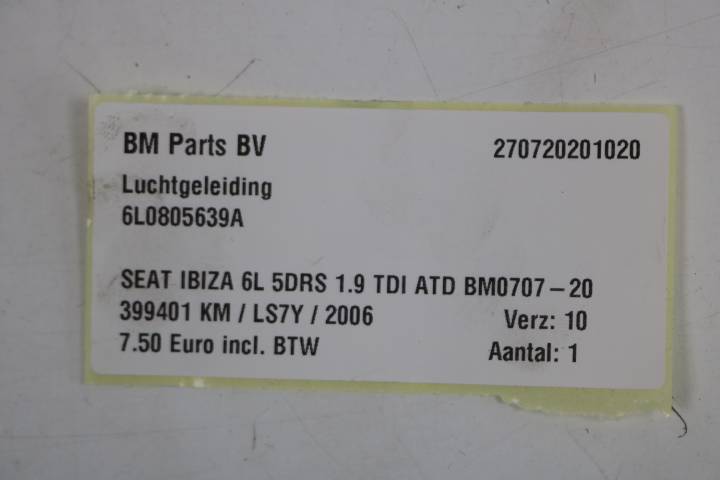 BM Parts BV 270720201020
Luchtgeleiding
6L0805639A
SEAT IBIZA 6L 5DRS 1.9 TDI ATD BM0707-20
399401 KM / LS7Y / 2006 Verz: 10
7.50 Euro incl. BTW Aantal: 1